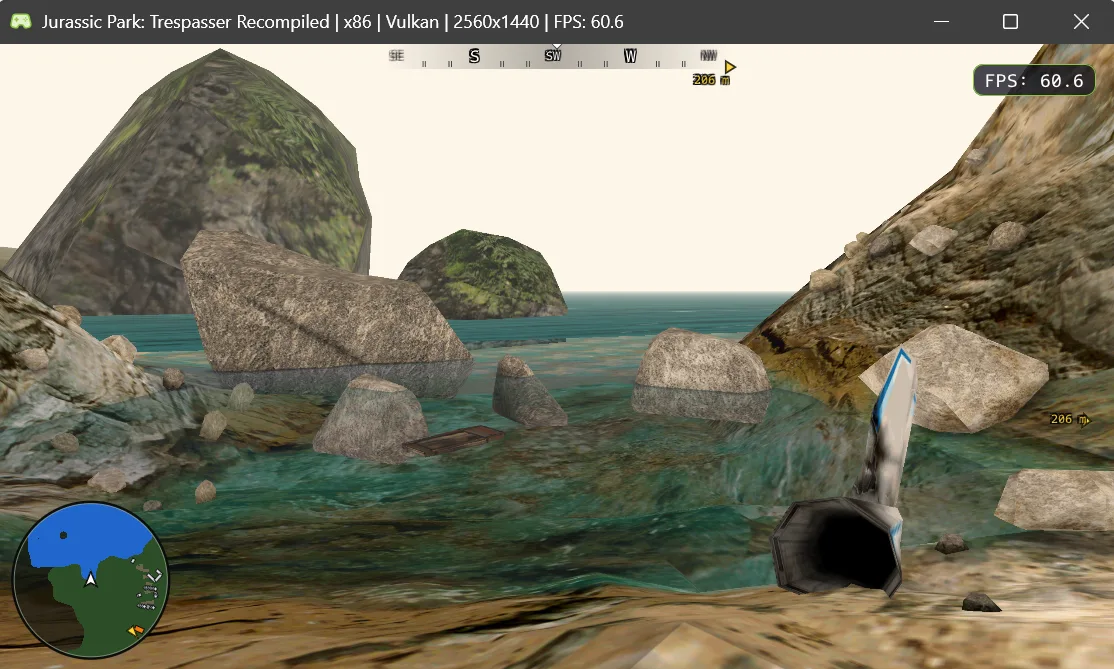 Jurassic Park: Trespasser Recompiled | x86 | Vulkan | 2560x1440 | FPS: 60.6
SE S SW W NW
206 m
FPS: 60.6
206 m